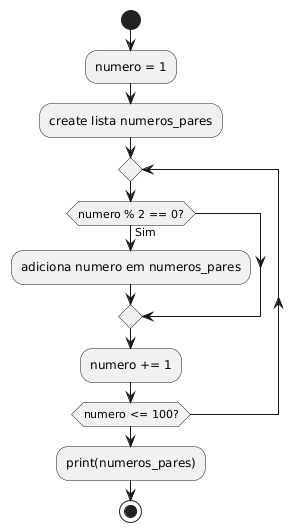 numero = 1
create lista numeros_pares
numero % 2 == 0?
Sim
adiciona numero em numeros_pares
numero += 1
numero <= 100?
print(numeros_pares)